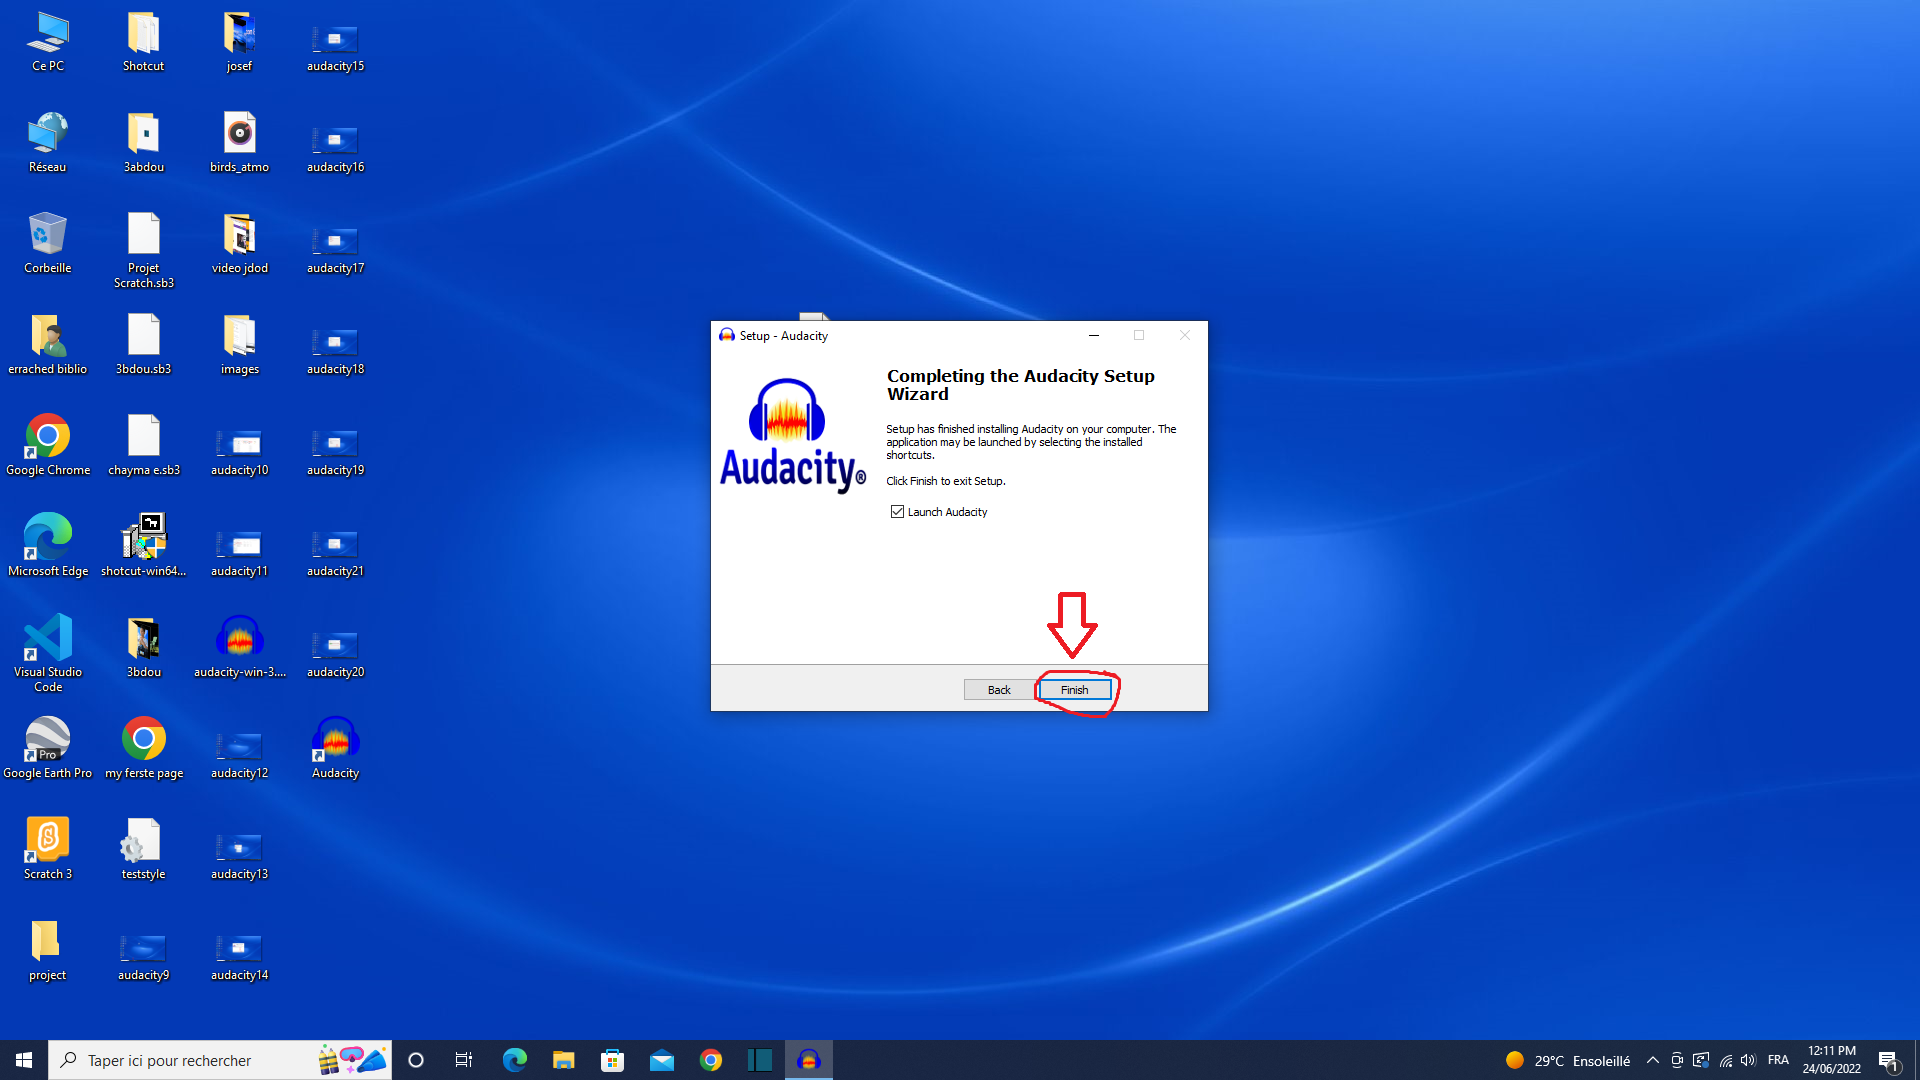 Ce PC
Shotcut
josef
audacity15
Réseau
3abdou
birds_atmo
audacity16
Corbeille
Projet
Scratch.sb3
video jdod
audacity17
errached biblio
3bdou.sb3
images
audacity18
Google Chrome
chayma e.sb3
audacity10
audacity19
Microsoft Edge
shotcut-win64...
audacity11
audacity21
Visual Studio
Code
3bdou
audacity-win-3....
audacity20
Pro
Google Earth Pro
my ferste page
audacity12
Audacity
Scratch 3
teststyle
audacity13
project
audacity9
audacity14
Setup - Audacity
Audacity®
Completing the Audacity Setup
Wizard
Setup has finished installing Audacity on your computer. The
application may be launched by selecting the installed
shortcuts.
Click Finish to exit Setup.
Launch Audacity
Back
Finish
Taper ici pour rechercher
29°C Ensoleillé
FRA
12:11 PM
24/06/2022
1